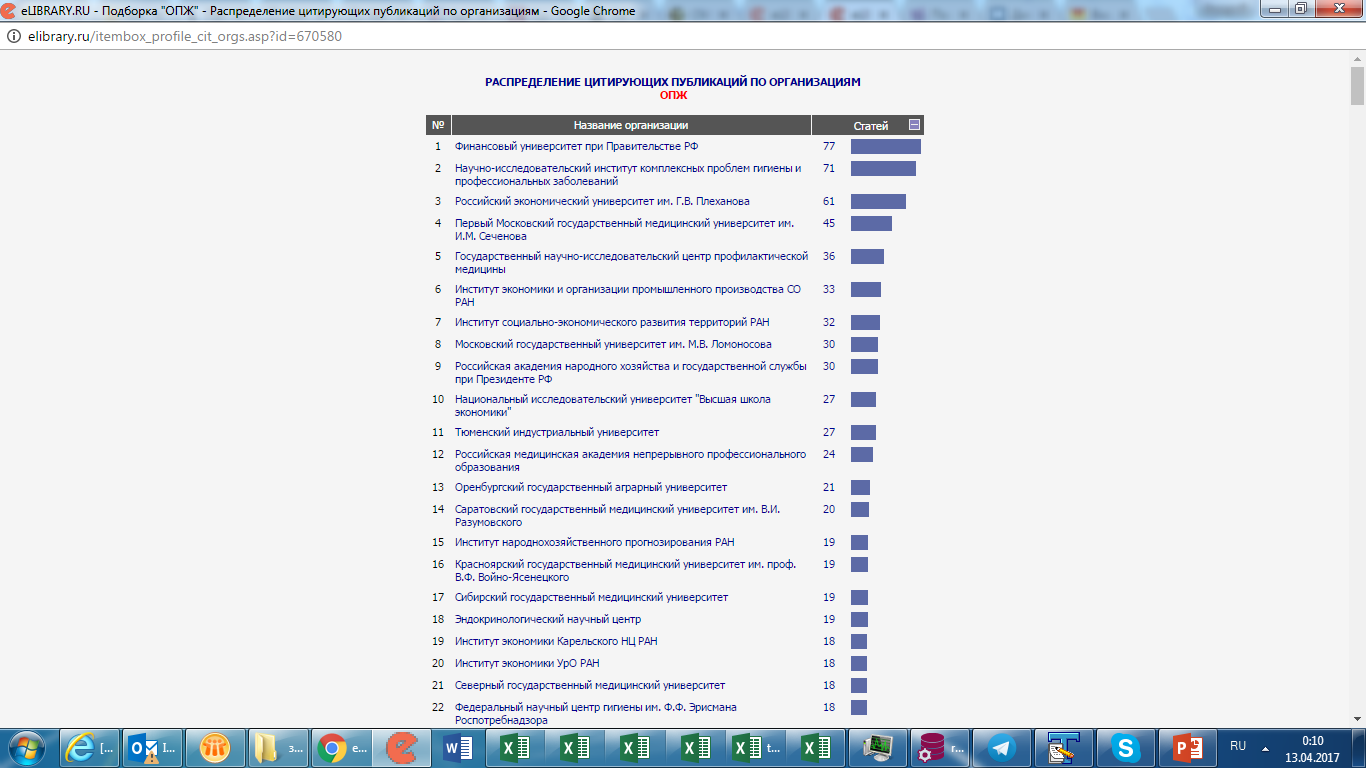 eLIBRARY.RU - Подборка "ОПЖ" - Распределение цитирующих публикаций по организациям - Google Chrome
elibrary.ru/itembox_profile_cit_orgs.asp?id=670580
РАСПРЕДЕЛЕНИЕ ЦИТИРУЮЩИХ ПУБЛИКАЦИЙ ПО ОРГАНИЗАЦИЯМ
ОПЖ
№ Название организации Статей
1 Финансовый университет при Правительстве РФ 77
2 Научно-исследовательский институт комплексных проблем гигиены и 71
профессиональных заболеваний
3 Российский экономический университет им. Г.В. Плеханова 61
4 Первый Московский государственный медицинский университет им. 45
И.М. Сеченова
5 Государственный научно-исследовательский центр профилактической 36
медицины
6 Институт экономики и организации промышленного производства СО 33
РАН
7 Институт социально-экономического развития территорий РАН 32
8 Московский государственный университет им. М.В. Ломоносова 30
9 Российская академия народного хозяйства и государственной службы 30
при Президенте РФ
10 Национальный исследовательский университет "Высшая школа 27
экономики"
11 Тюменский индустриальный университет 27
12 Российская медицинская академия непрерывного профессионального 24
образования
13 Оренбургский государственный аграрный университет 21
14 Саратовский государственный медицинский университет им. В.И. 20
Разумовского
15 Институт народнохозяйственного прогнозирования РАН 19
16 Красноярский государственный медицинский университет им. проф. 19
В.Ф. Войно-Ясенецкого
17 Сибирский государственный медицинский университет 19
18 Эндокринологический научный центр 19
19 Институт экономики Карельского НЦ РАН 18
20 Институт экономики УрО РАН 18
21 Северный государственный медицинский университет 18
22 Федеральный научный центр гигиены им. Ф.Ф. Эрисмана 18
Роспотребнадзора
[... I... з... e... t... r... RU 0:10
13.04.2017